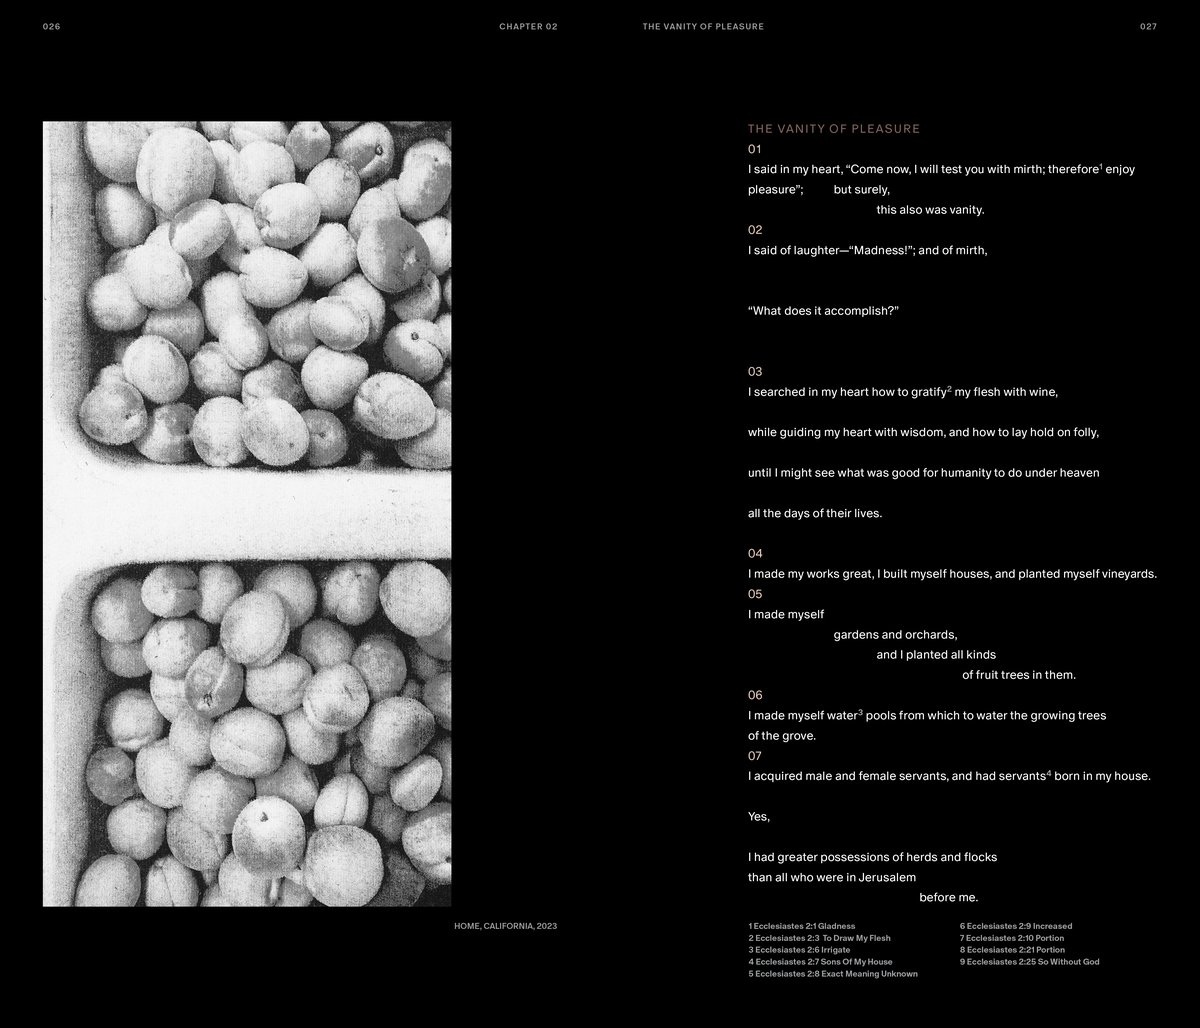 026
CHAPTER 02
THE VANITY OF PLEASURE
027
HOME, CALIFORNIA, 2023
THE VANITY OF PLEASURE
01
I said in my heart, “Come now, I will test you with mirth; therefore¹ enjoy
pleasure”; but surely,
this also was vanity.
02
I said of laughter—“Madness!”; and of mirth,
“What does it accomplish?”
03
I searched in my heart how to gratify² my flesh with wine,
while guiding my heart with wisdom, and how to lay hold on folly,
until I might see what was good for humanity to do under heaven
all the days of their lives.
04
I made my works great, I built myself houses, and planted myself vineyards.
05
I made myself
gardens and orchards,
and I planted all kinds
of fruit trees in them.
06
I made myself water³ pools from which to water the growing trees
of the grove.
07
I acquired male and female servants, and had servants⁴ born in my house.
Yes,
I had greater possessions of herds and flocks
than all who were in Jerusalem
before me.
1 Ecclesiastes 2:1 Gladness
2 Ecclesiastes 2:3 To Draw My Flesh
3 Ecclesiastes 2:6 Irrigate
4 Ecclesiastes 2:7 Sons Of My House
5 Ecclesiastes 2:8 Exact Meaning Unknown
6 Ecclesiastes 2:9 Increased
7 Ecclesiastes 2:10 Portion
8 Ecclesiastes 2:21 Portion
9 Ecclesiastes 2:25 So Without God